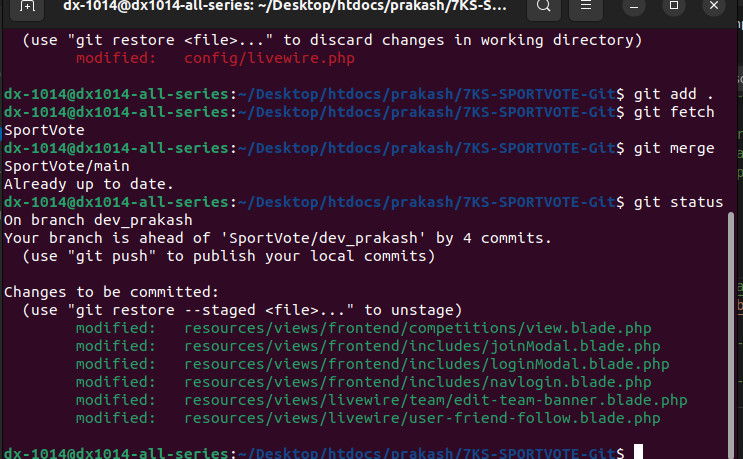 dx-1014@dx1014-all-series: ~/Desktop/htdocs/prakash/7KS-S...
(use "git restore <file>..." to discard changes in working directory)
modified:   config/livewire.php
dx-1014@dx1014-all-series:~/Desktop/htdocs/prakash/7KS-SPORTVOTE-Git$ git add .
dx-1014@dx1014-all-series:~/Desktop/htdocs/prakash/7KS-SPORTVOTE-Git$ git fetch
SportVote
dx-1014@dx1014-all-series:~/Desktop/htdocs/prakash/7KS-SPORTVOTE-Git$ git merge
SportVote/main
Already up to date.
dx-1014@dx1014-all-series:~/Desktop/htdocs/prakash/7KS-SPORTVOTE-Git$ git status
On branch dev_prakash
Your branch is ahead of 'SportVote/dev_prakash' by 4 commits.
(use "git push" to publish your local commits)
Changes to be committed:
(use "git restore --staged <file>..." to unstage)
modified:   resources/views/frontend/competitions/view.blade.php
modified:   resources/views/frontend/includes/joinModal.blade.php
modified:   resources/views/frontend/includes/loginModal.blade.php
modified:   resources/views/frontend/includes/navlogin.blade.php
modified:   resources/views/livewire/team/edit-team-banner.blade.php
modified:   resources/views/livewire/user-friend-follow.blade.php
dx-1014@dx1014-all-series:~/Desktop/htdocs/prakash/7KS-SPORTVOTE-Git$